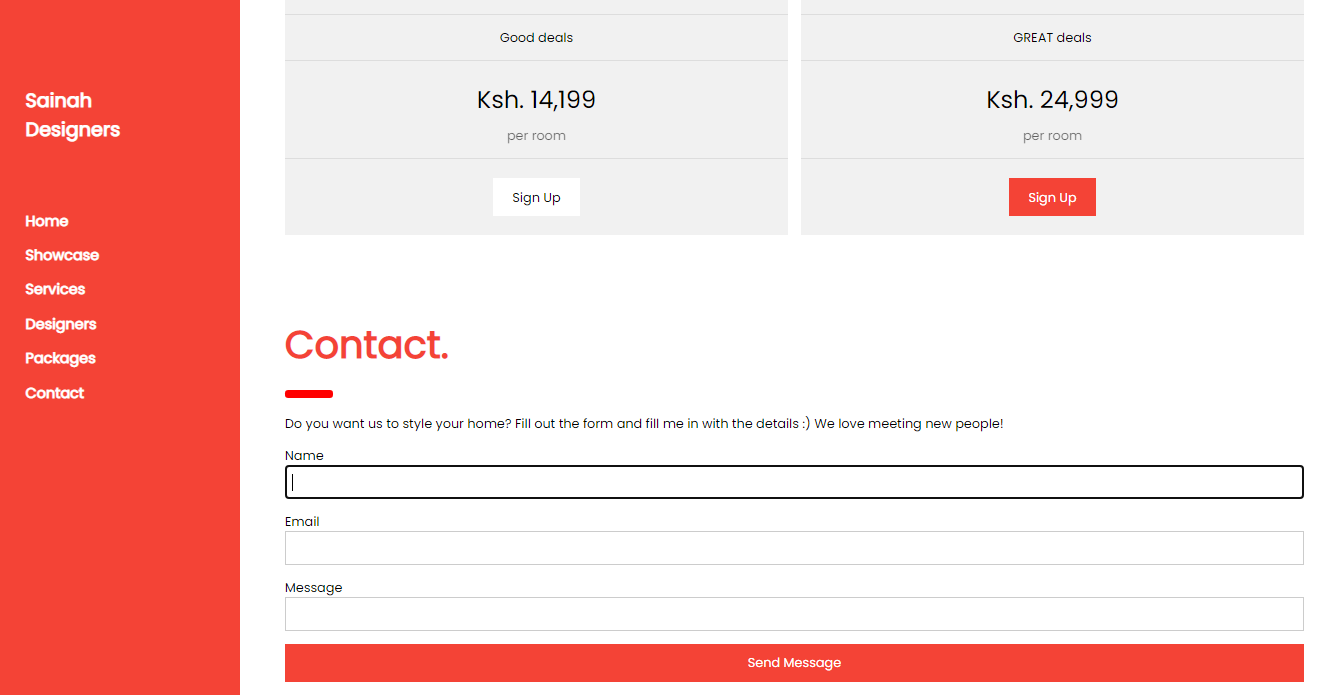 Sainah
Designers
Home
Showcase
Services
Designers
Packages
Contact
Good deals
Ksh. 14,199
per room
Sign Up
GREAT deals
Ksh. 24,999
per room
Sign Up
Contact.
Do you want us to style your home? Fill out the form and fill me in with the details :) We love meeting new people!
Name
Email
Message
Send Message